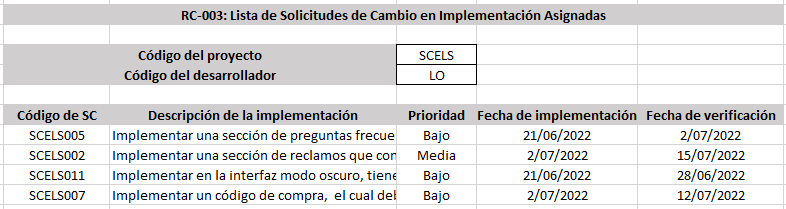 RC-003: Lista de Solicitudes de Cambio en Implementación Asignadas
Código del proyecto SCELS
Código del desarrollador LO
Código de SC Descripción de la implementación Prioridad Fecha de implementación Fecha de verificación
SCELS005 Implementar una sección de preguntas frecue Bajo 21/06/2022 2/07/2022
SCELS002 Implementar una sección de reclamos que con Media 2/07/2022 15/07/2022
SCELS011 Implementar en la interfaz modo oscuro, tiene Bajo 21/06/2022 28/06/2022
SCELS007 Implementar un código de compra, el cual deb Bajo 2/07/2022 12/07/2022